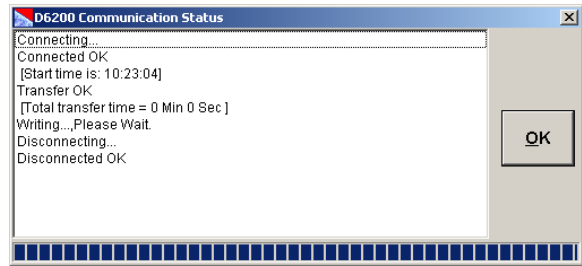 D6200 Communication Status
Connecting...
Connected OK
[Start time is: 10:23:04]
Transfer OK
[Total transfer time = 0 Min 0 Sec ]
Writing...,Please Wait.
Disconnecting...
Disconnected OK
OK